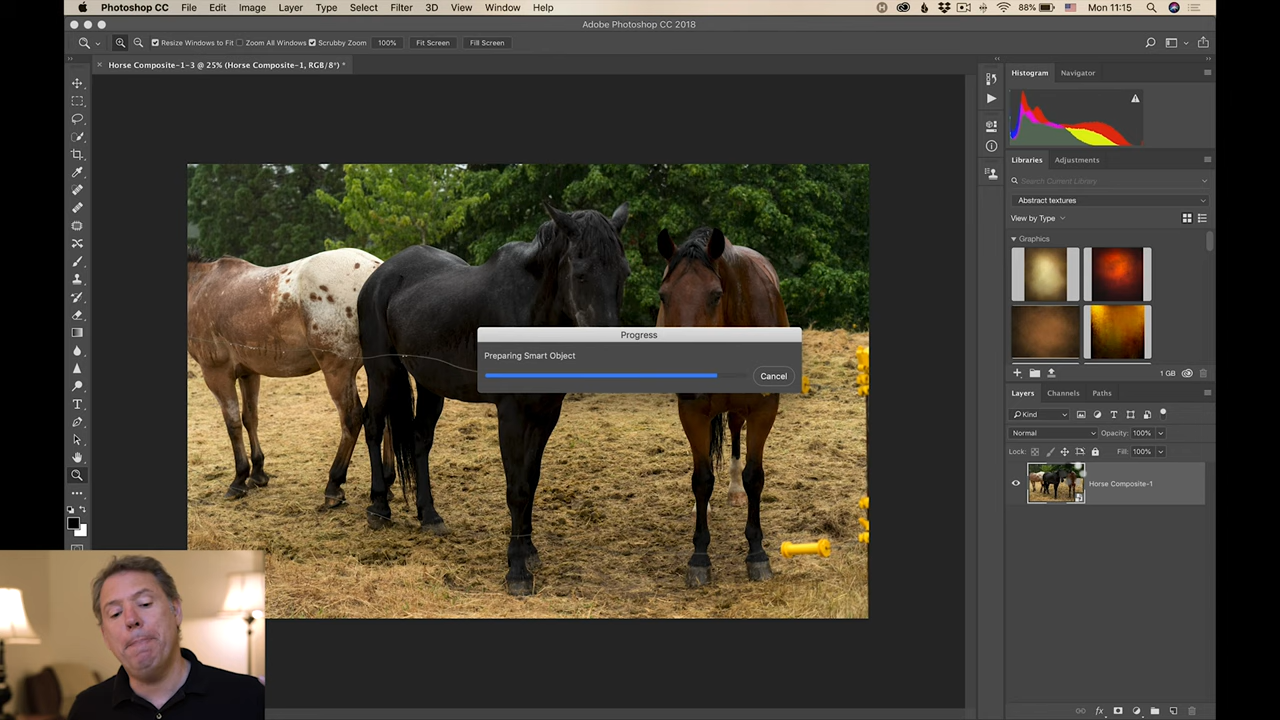 Photoshop CC File Edit Image Layer Type Select Filter 3D View Window Help 88% Mon 11:15
Adobe Photoshop CC 2018
Resize Windows to Fit Zoom All Windows Scrubby Zoom 100% Fit Screen Fill Screen
Horse Composite-1-3 @ 25% (Horse Composite-1, RGB/8*) *
Histogram Navigator
Libraries Adjustments
Search Current Library
Abstract textures
View by Type
Graphics
Progress
Preparing Smart Object
Cancel
1 GB
Layers Channels Paths
Kind
Normal Opacity: 100%
Lock: Fill: 100%
Horse Composite-1